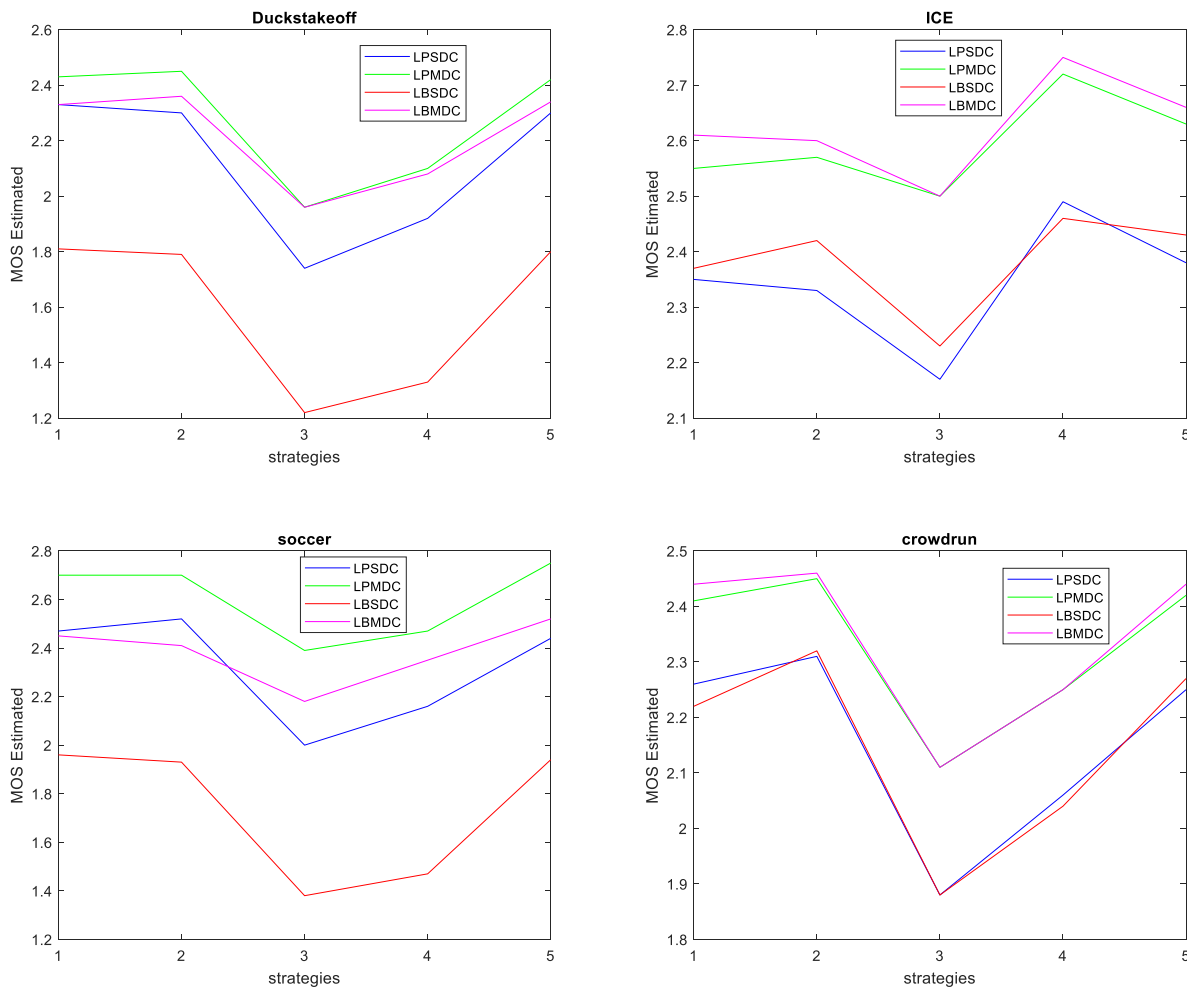 Duckstakeoff
2.6
2.4
2.2
2
1.8
1.6
1.4
1.2
MOS Estimated
LPSDC
LPMDC
LBSDC
LBMDC
1 2 3 4 5
strategies
ICE
2.8
2.7
2.6
2.5
2.4
2.3
2.2
2.1
MOS Etimated
LPSDC
LPMDC
LBSDC
LBMDC
1 2 3 4 5
strategies
soccer
2.8
2.6
2.4
2.2
2
1.8
1.6
1.4
1.2
MOS Estimated
LPSDC
LPMDC
LBSDC
LBMDC
1 2 3 4 5
strategies
crowdrun
2.5
2.4
2.3
2.2
2.1
2
1.9
1.8
MOS Estimated
LPSDC
LPMDC
LBSDC
LBMDC
1 2 3 4 5
strategies